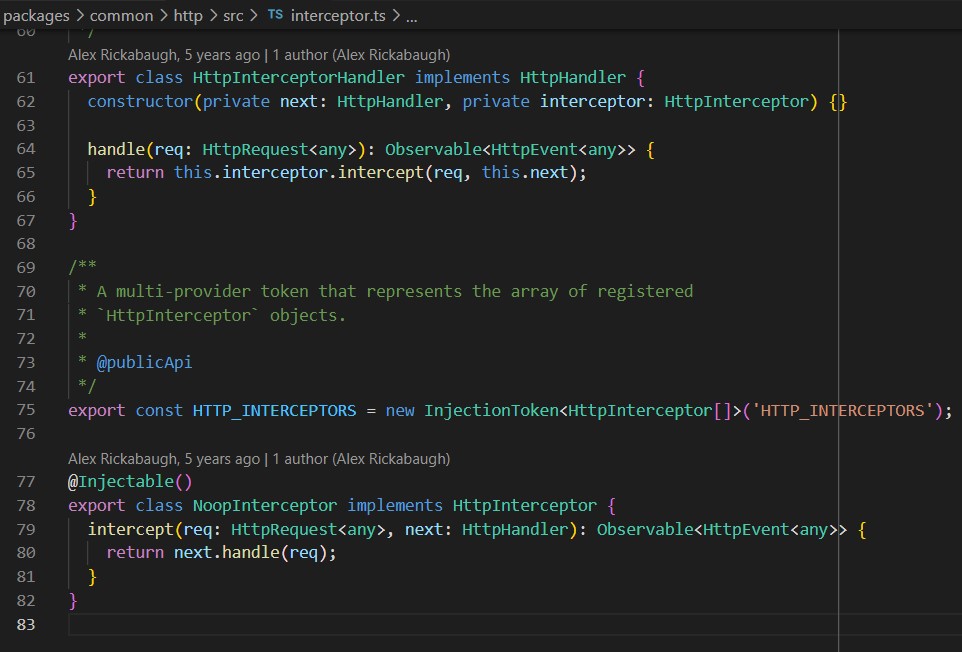 packages > common > http > src > TS interceptor.ts > ...
60 */
Alex Rickabaugh, 5 years ago | 1 author (Alex Rickabaugh)
61 export class HttpInterceptorHandler implements HttpHandler {
62 constructor(private next: HttpHandler, private interceptor: HttpInterceptor) {}
63
64 handle(req: HttpRequest<any>): Observable<HttpEvent<any>> {
65 return this.interceptor.intercept(req, this.next);
66 }
67 }
68
69 /**
70 * A multi-provider token that represents the array of registered
71 * `HttpInterceptor` objects.
72 *
73 * @publicApi
74 */
75 export const HTTP_INTERCEPTORS = new InjectionToken<HttpInterceptor[]>('HTTP_INTERCEPTORS');
76
Alex Rickabaugh, 5 years ago | 1 author (Alex Rickabaugh)
77 @Injectable()
78 export class NoopInterceptor implements HttpInterceptor {
79 intercept(req: HttpRequest<any>, next: HttpHandler): Observable<HttpEvent<any>> {
80 return next.handle(req);
81 }
82 }
83